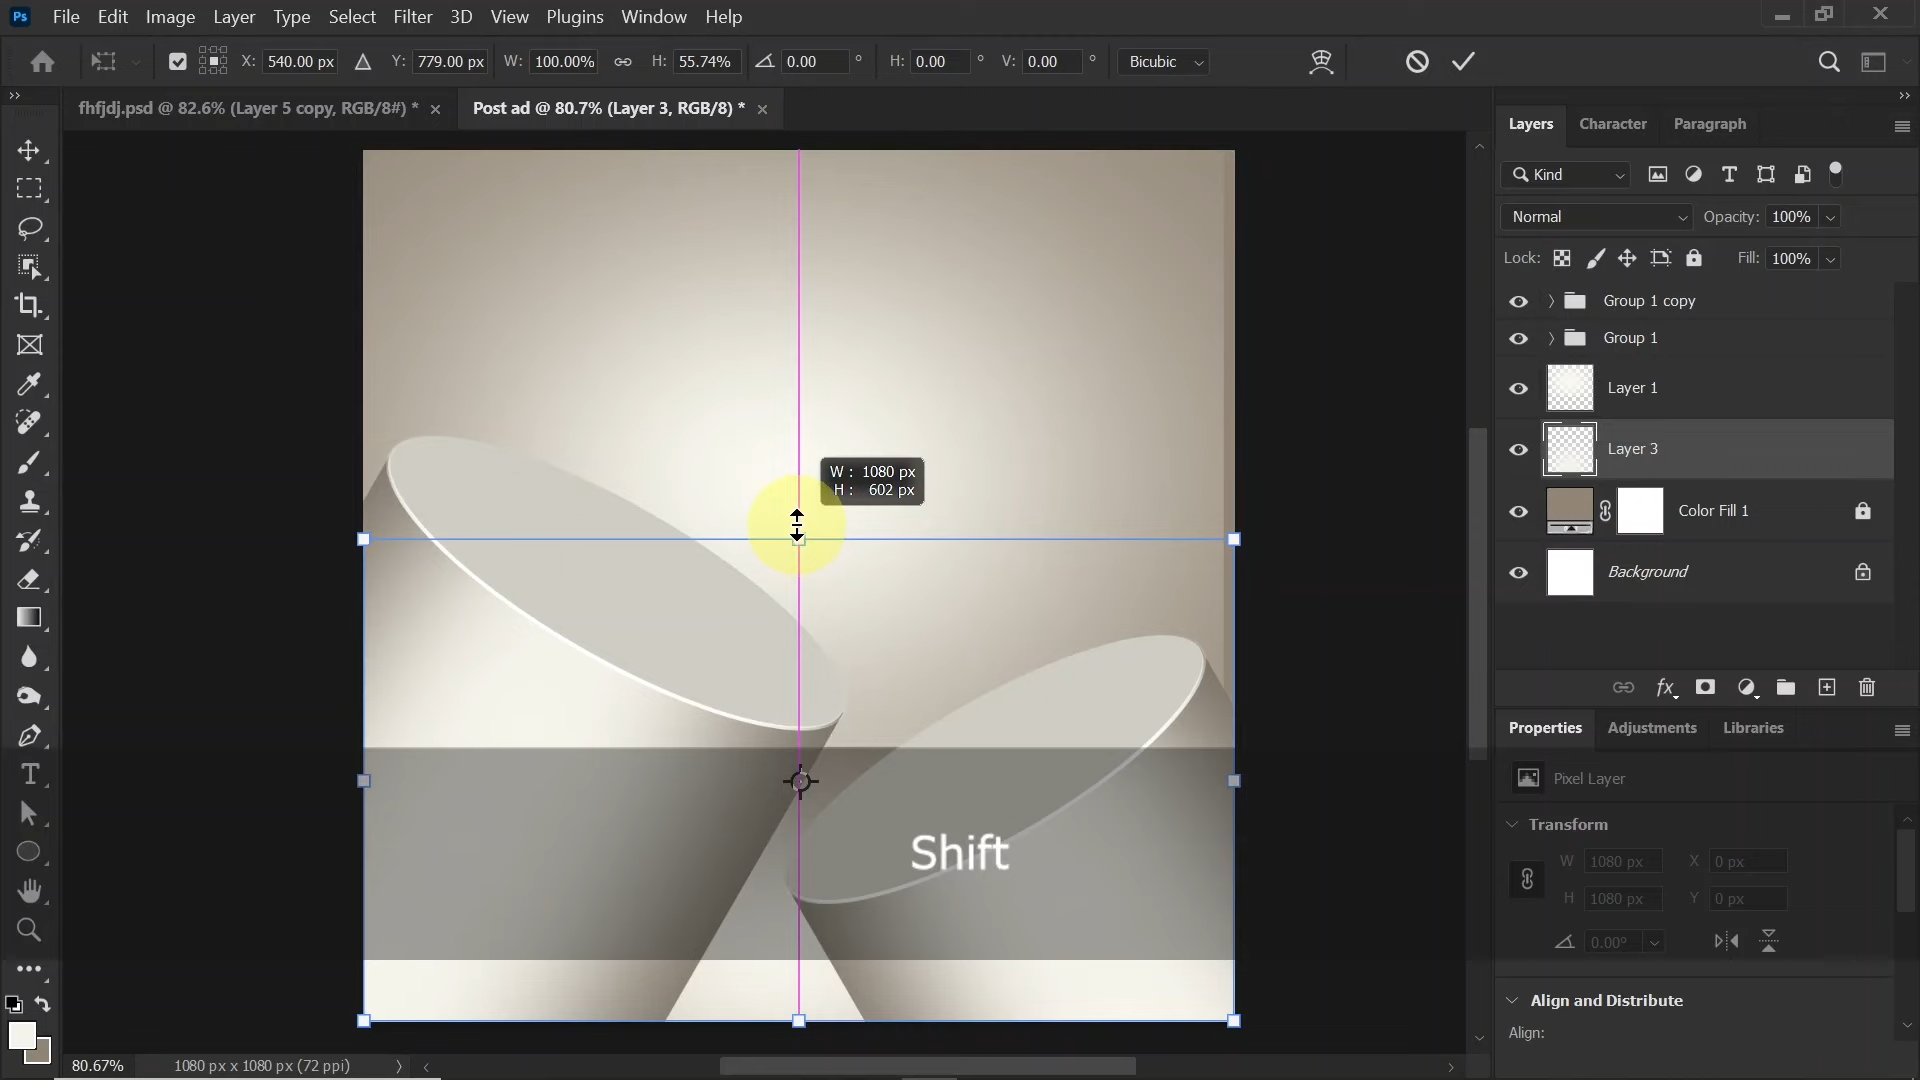 Ps File Edit Image Layer Type Select Filter 3D View Plugins Window Help
X: 540.00 px Y: 779.00 px W: 100.00% H: 55.74% 0.00 ° H: 0.00 ° V: 0.00 ° Bicubic
fhfjdj.psd @ 82.6% (Layer 5 copy, RGB/8#) * × Post ad @ 80.7% (Layer 3, RGB/8) * ×
Layers Character Paragraph
Kind
Normal Opacity: 100%
Lock: Fill: 100%
Group 1 copy
Group 1
Layer 1
Layer 3
Color Fill 1
Background
fx
W : 1080 px
H : 602 px
Shift
Properties Adjustments Libraries
Pixel Layer
Transform
W 1080 px X 0 px
H 1080 px Y 0 px
0.00°
Align and Distribute
Align:
80.67% 1080 px x 1080 px (72 ppi)